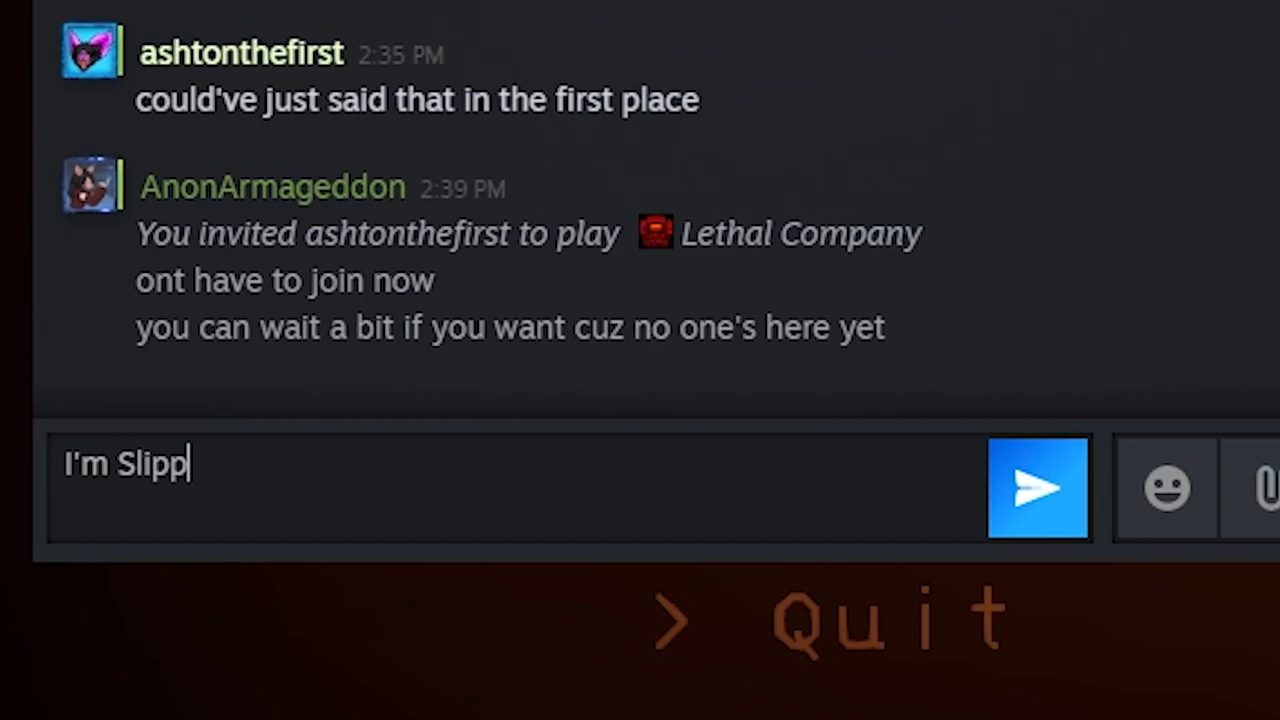 ashtonthefirst 2:35 PM
could've just said that in the first place
AnonArmageddon 2:39 PM
You invited ashtonthefirst to play Lethal Company
ont have to join now
you can wait a bit if you want cuz no one's here yet
I'm Slipp
> Quit